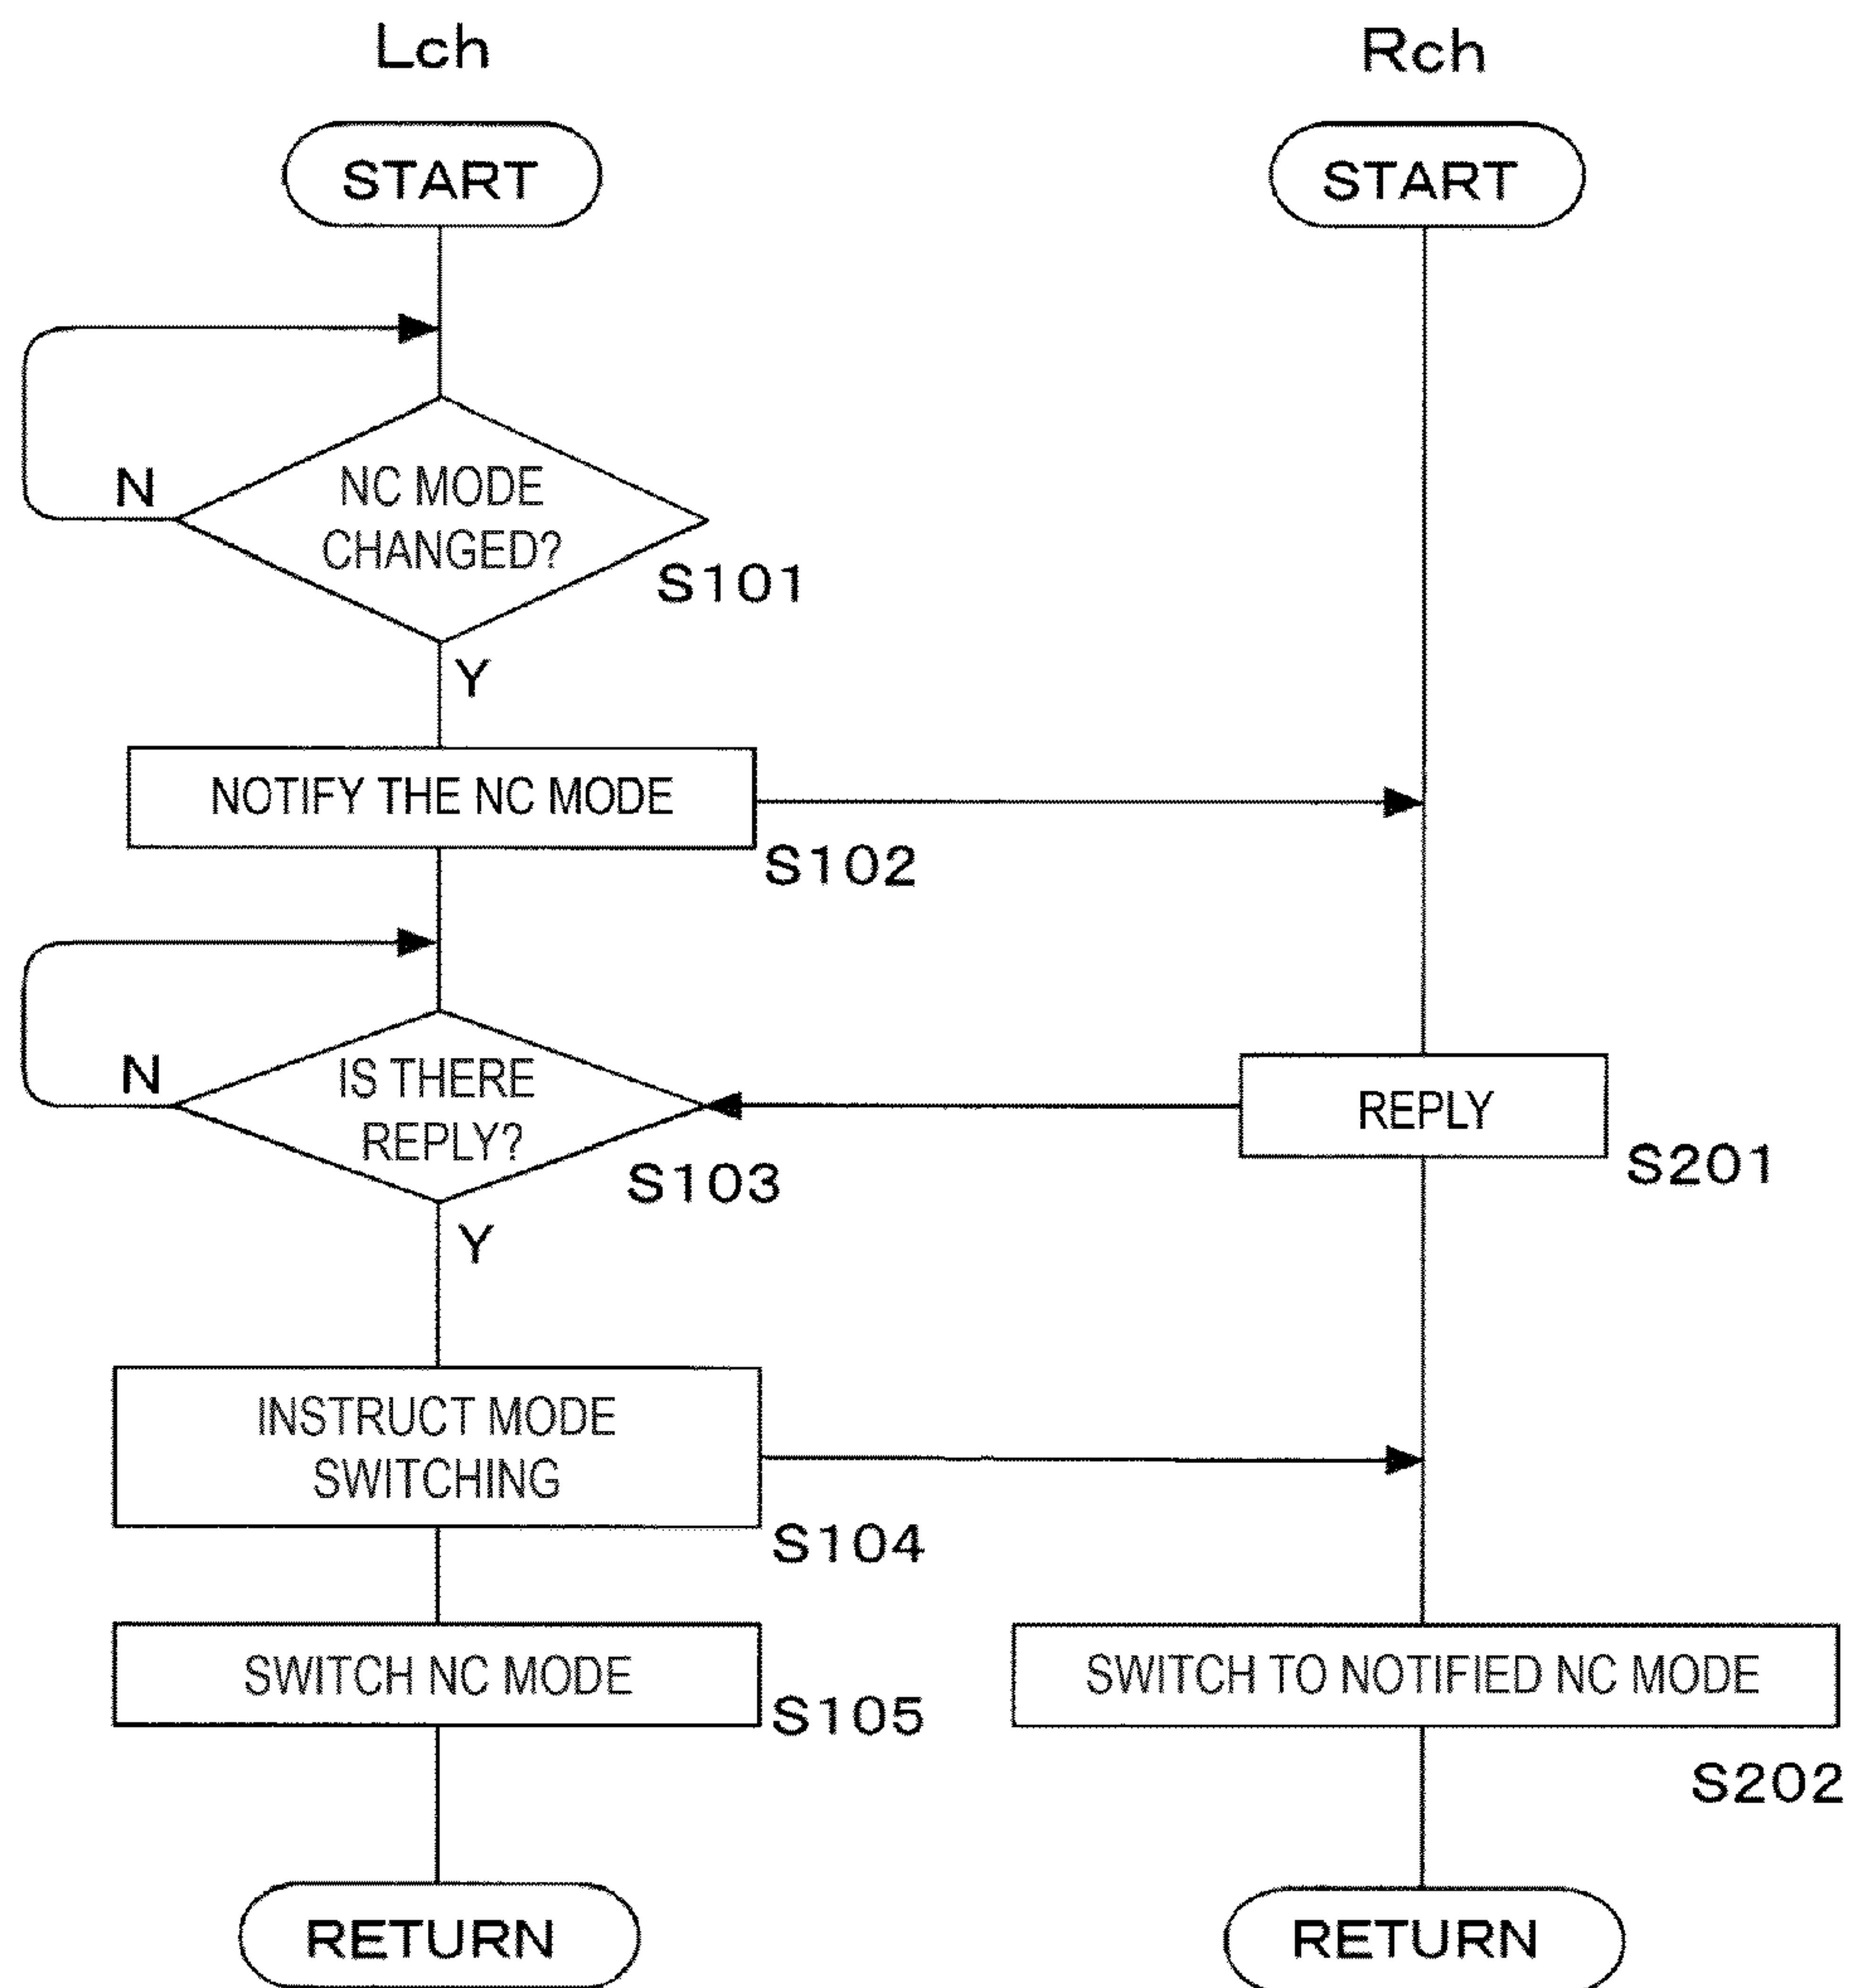 Lch
Rch
START
START
NC MODE
CHANGED?
N
S101
Y
NOTIFY THE NC MODE
S102
IS THERE
REPLY?
N
S103
REPLY
S201
Y
INSTRUCT MODE
SWITCHING
S104
SWITCH NC MODE
S105
SWITCH TO NOTIFIED NC MODE
S202
RETURN
RETURN